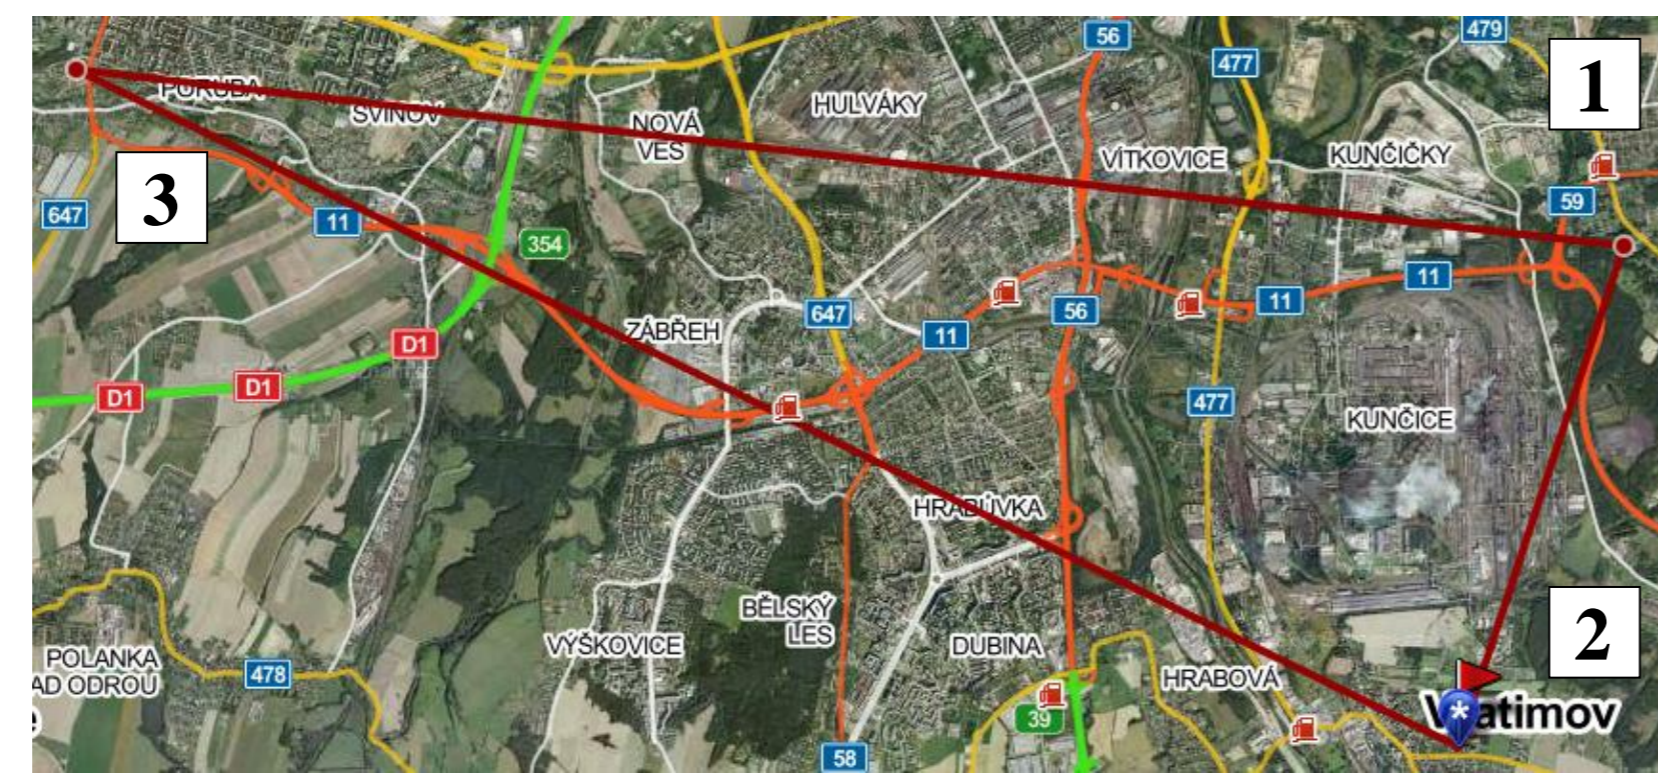 56
479
477
1
PORUBA
SVINOV
NOVÁ
VES
HULVÁKY
VÍTKOVICE
KUNČIČKY
3
647
11
354
59
11
11
56
647
11
ZÁBŘEH
D1
D1
D1
477
KUNČICE
HRABŮVKA
BĚLSKÝ
LES
2
VÝŠKOVICE
DUBINA
HRABOVÁ
POLANKA
AD ODROU
478
Vratimov
*
39
e
58